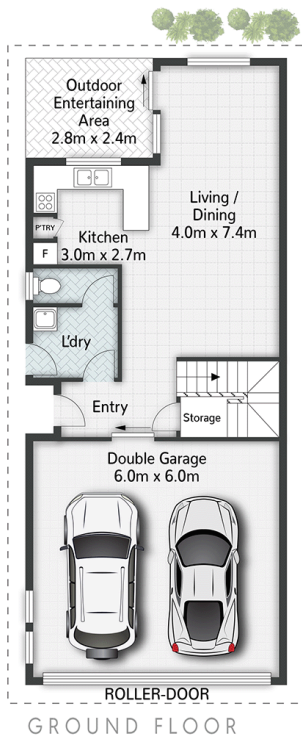 Outdoor
Entertaining
Area
2.8m x 2.4m
Living /
Dining
4.0m x 7.4m
P'TRY
Kitchen
3.0m x 2.7m
F
L'dry
Entry
Storage
Double Garage
6.0m x 6.0m
ROLLER-DOOR
GROUND FLOOR